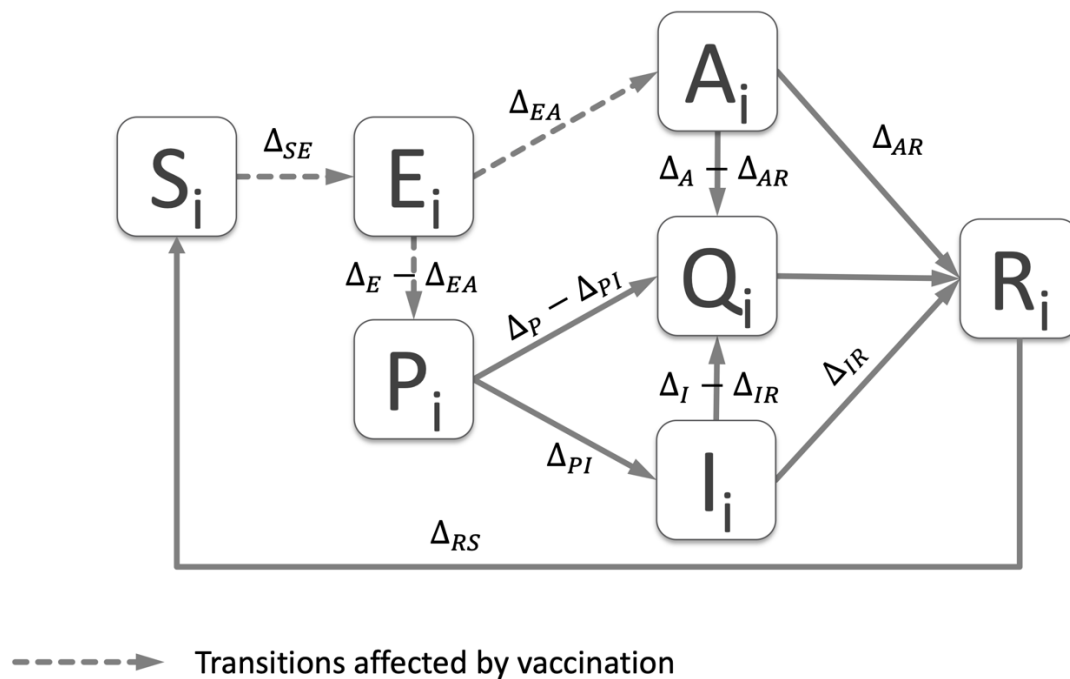 A_i
Δ_EA
Δ_AR
Δ_SE
S_i
E_i
Δ_A − Δ_AR
Δ_E − Δ_EA
Q_i
R_i
Δ_P − Δ_PI
P_i
Δ_I − Δ_IR
Δ_IR
Δ_PI
I_i
Δ_RS
Transitions affected by vaccination